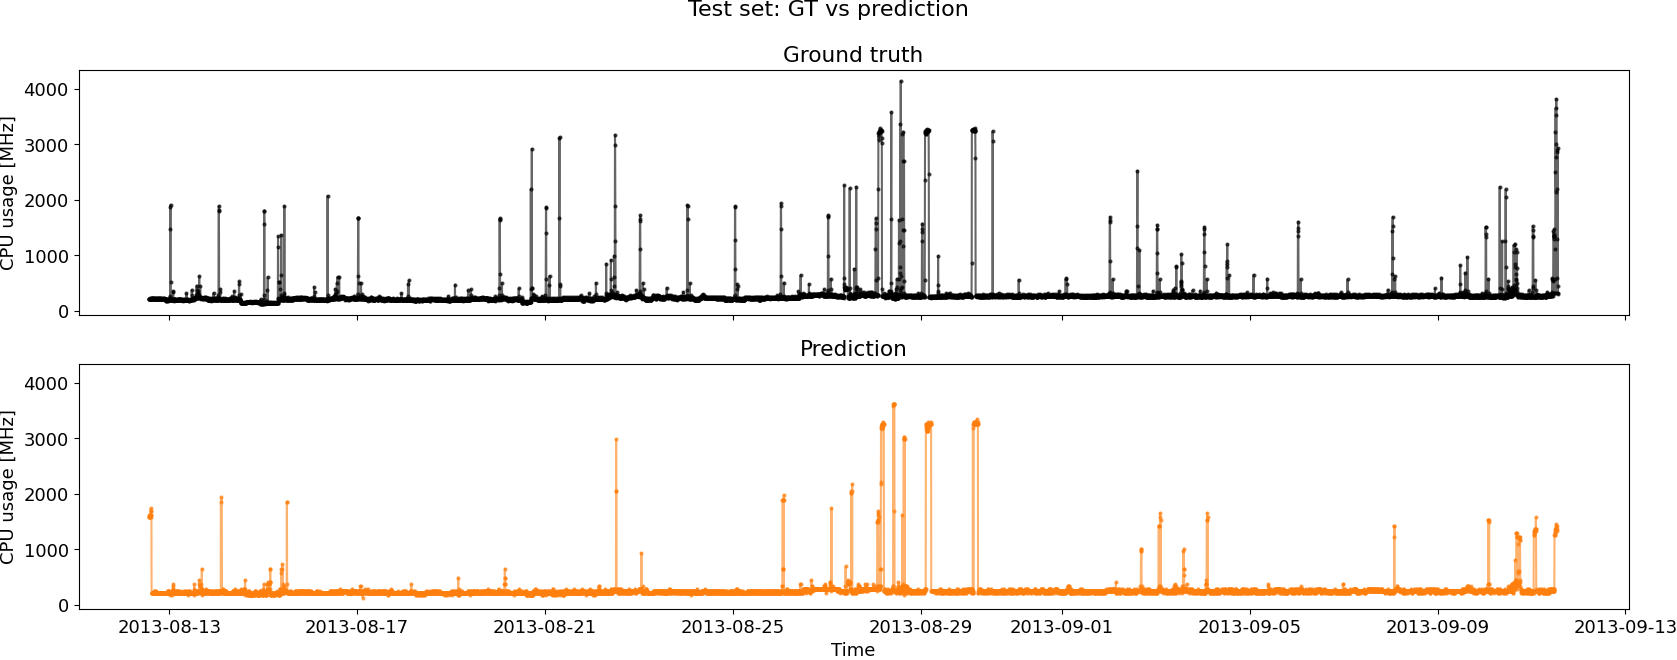 Test set: GT vs prediction
Ground truth
CPU usage [MHz]
4000
3000
2000
1000
0
Prediction
CPU usage [MHz]
4000
3000
2000
1000
0
2013-08-13 2013-08-17 2013-08-21 2013-08-25 2013-08-29 2013-09-01 2013-09-05 2013-09-09 2013-09-13
Time